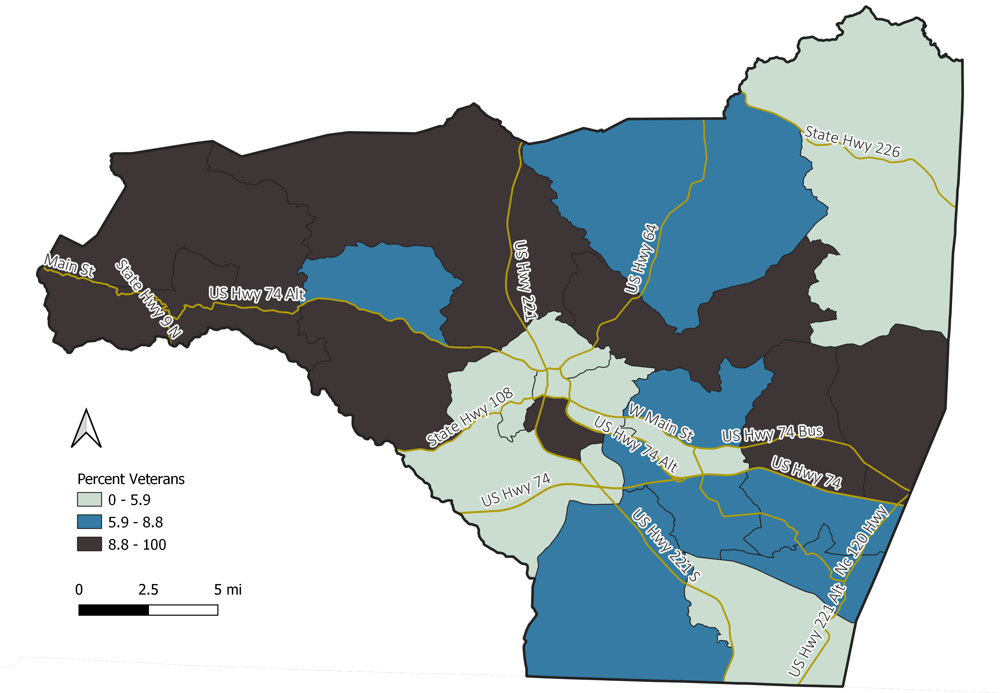 State Hwy 226
US Hwy 64
US Hwy 221
Main St
State Hwy 9 N
US Hwy 74 Alt
State Hwy 108
W Main St
US Hwy 74 Alt
US Hwy 74 Bus
US Hwy 74
US Hwy 74
US Hwy 221 S
Nc 120 Hwy
US Hwy 221 Alt
Percent Veterans
0 - 5.9
5.9 - 8.8
8.8 - 100
0 2.5 5 mi